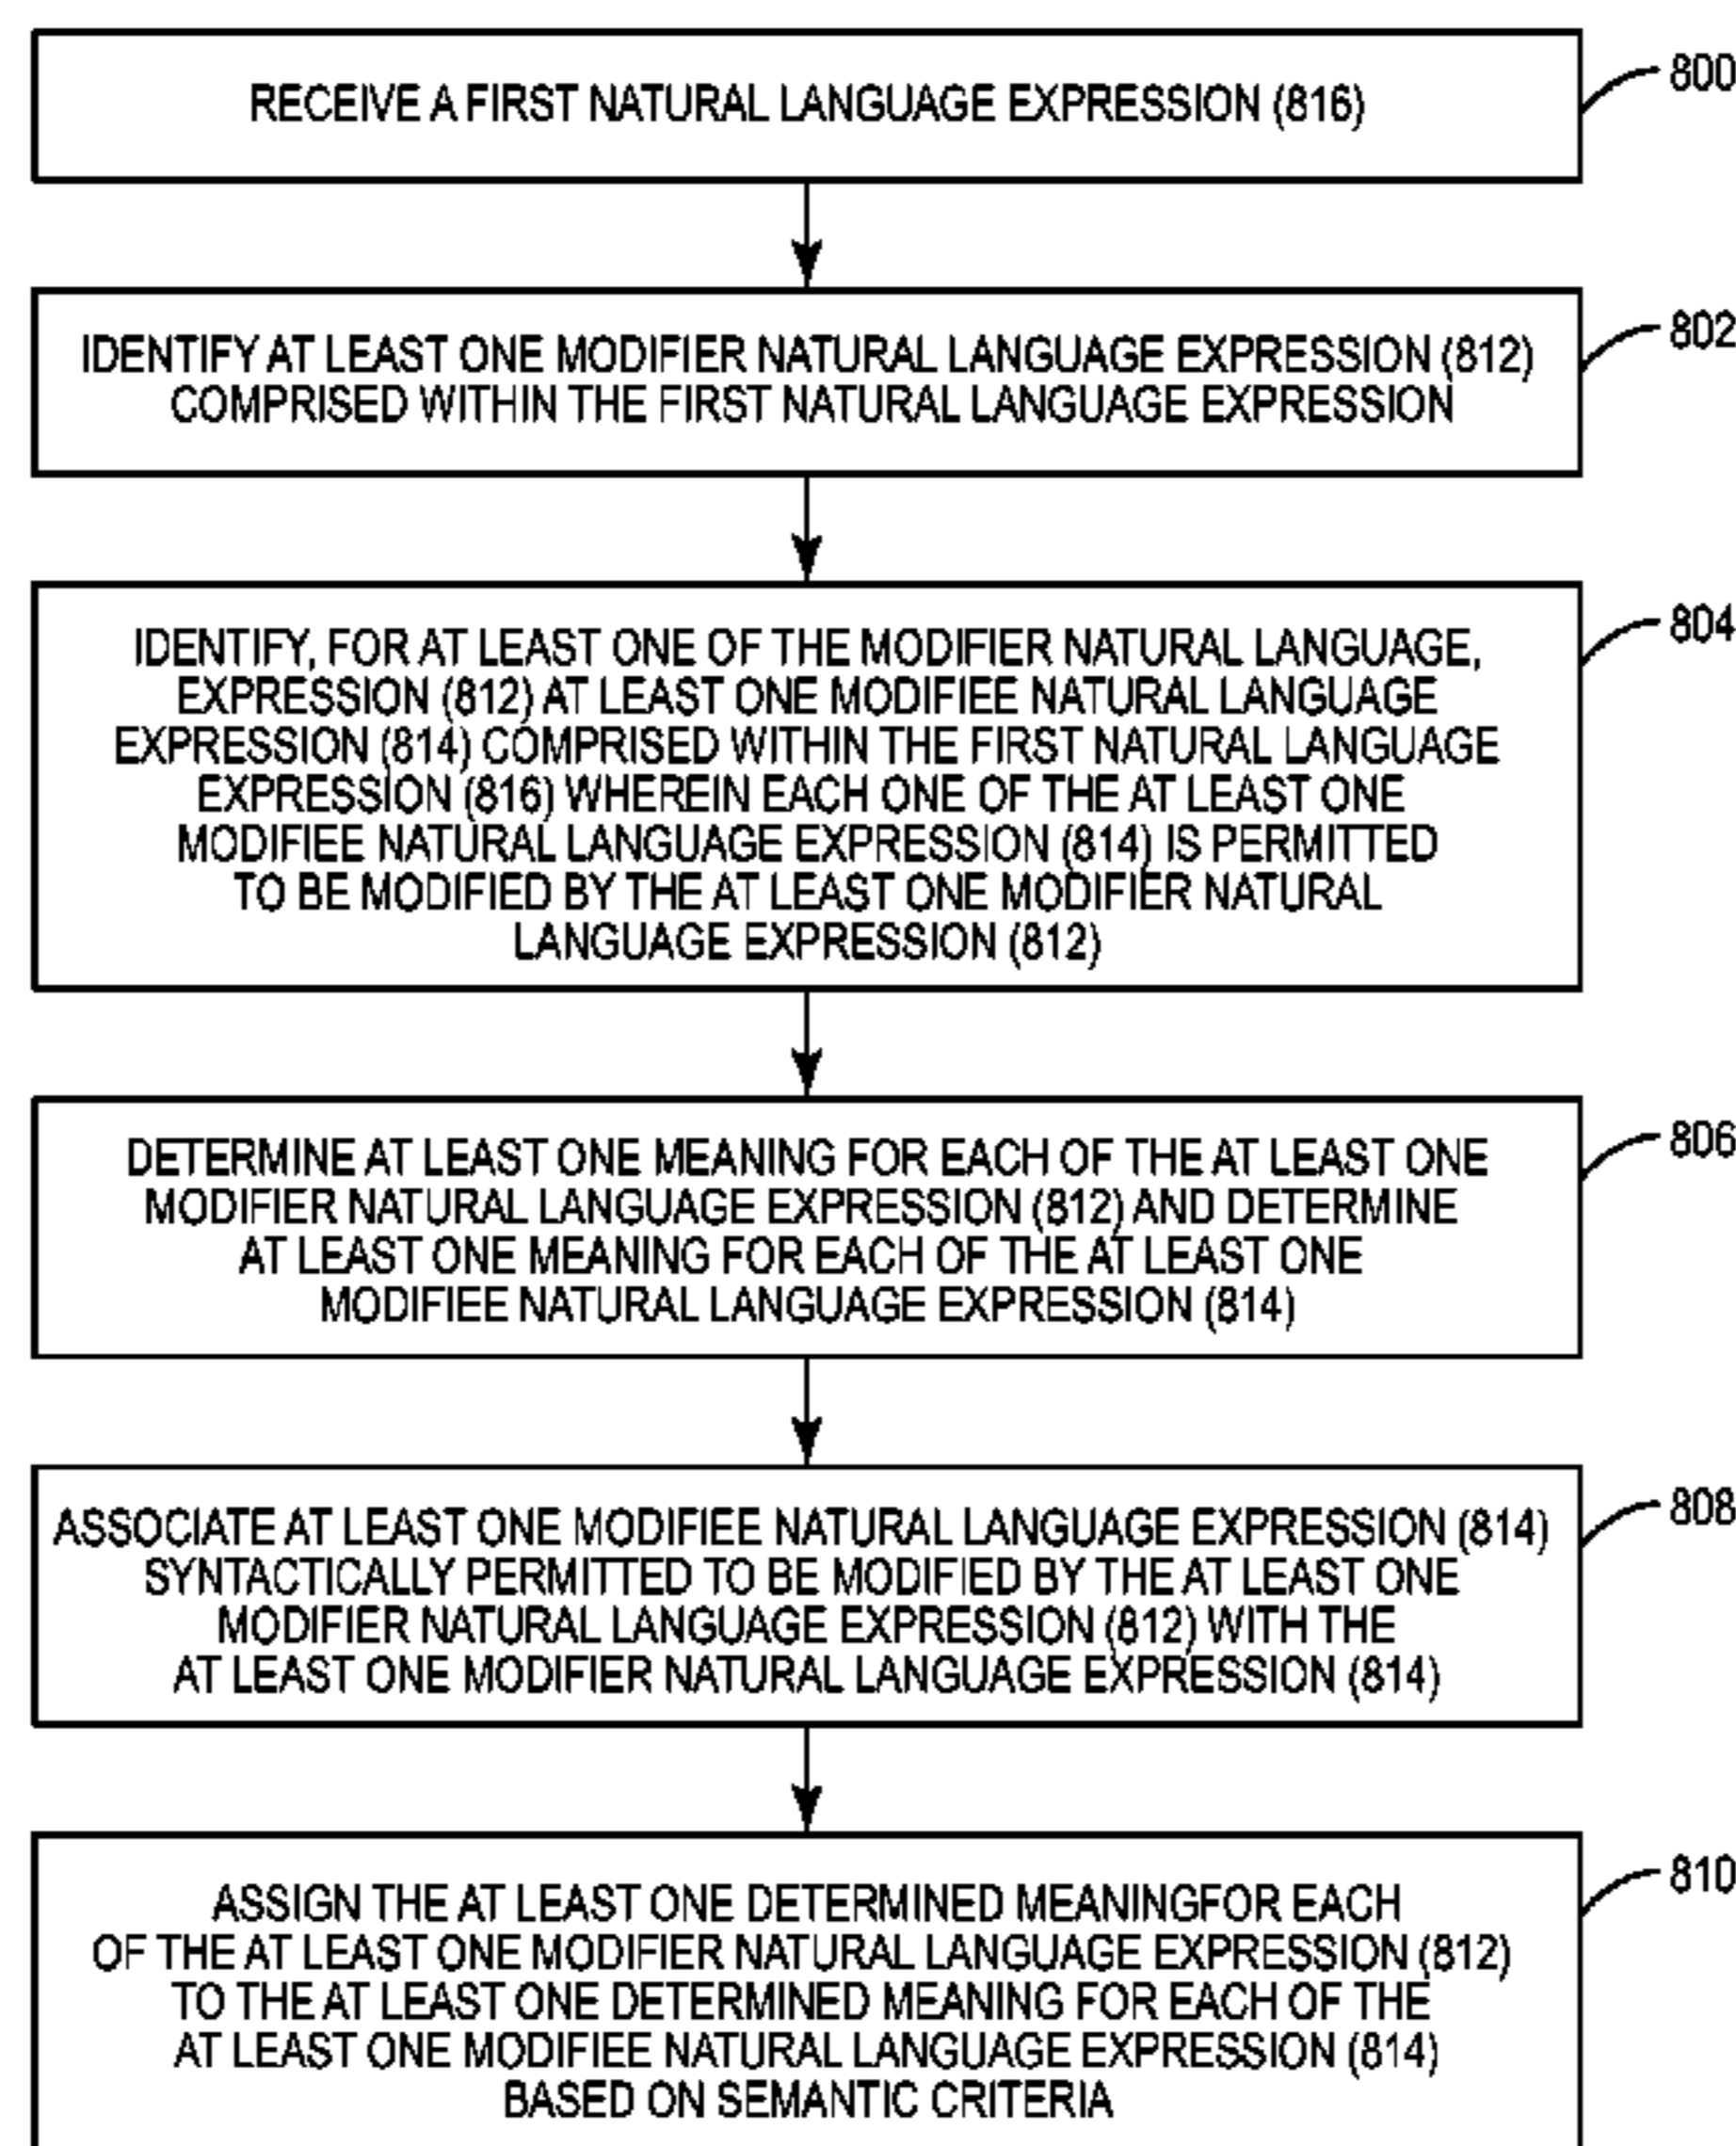 RECEIVE A FIRST NATURAL LANGUAGE EXPRESSION (816)
800
IDENTIFY AT LEAST ONE MODIFIER NATURAL LANGUAGE EXPRESSION (812)
COMPRISED WITHIN THE FIRST NATURAL LANGUAGE EXPRESSION
802
IDENTIFY, FOR AT LEAST ONE OF THE MODIFIER NATURAL LANGUAGE,
EXPRESSION (812) AT LEAST ONE MODIFIEE NATURAL LANGUAGE
EXPRESSION (814) COMPRISED WITHIN THE FIRST NATURAL LANGUAGE
EXPRESSION (816) WHEREIN EACH ONE OF THE AT LEAST ONE
MODIFIEE NATURAL LANGUAGE EXPRESSION (814) IS PERMITTED
TO BE MODIFIED BY THE AT LEAST ONE MODIFIER NATURAL
LANGUAGE EXPRESSION (812)
804
DETERMINE AT LEAST ONE MEANING FOR EACH OF THE AT LEAST ONE
MODIFIER NATURAL LANGUAGE EXPRESSION (812) AND DETERMINE
AT LEAST ONE MEANING FOR EACH OF THE AT LEAST ONE
MODIFIEE NATURAL LANGUAGE EXPRESSION (814)
806
ASSOCIATE AT LEAST ONE MODIFIEE NATURAL LANGUAGE EXPRESSION (814)
SYNTACTICALLY PERMITTED TO BE MODIFIED BY THE AT LEAST ONE
MODIFIER NATURAL LANGUAGE EXPRESSION (812) WITH THE
AT LEAST ONE MODIFIER NATURAL LANGUAGE EXPRESSION (814)
808
ASSIGN THE AT LEAST ONE DETERMINED MEANINGFOR EACH
OF THE AT LEAST ONE MODIFIER NATURAL LANGUAGE EXPRESSION (812)
TO THE AT LEAST ONE DETERMINED MEANING FOR EACH OF THE
AT LEAST ONE MODIFIEE NATURAL LANGUAGE EXPRESSION (814)
BASED ON SEMANTIC CRITERIA
810